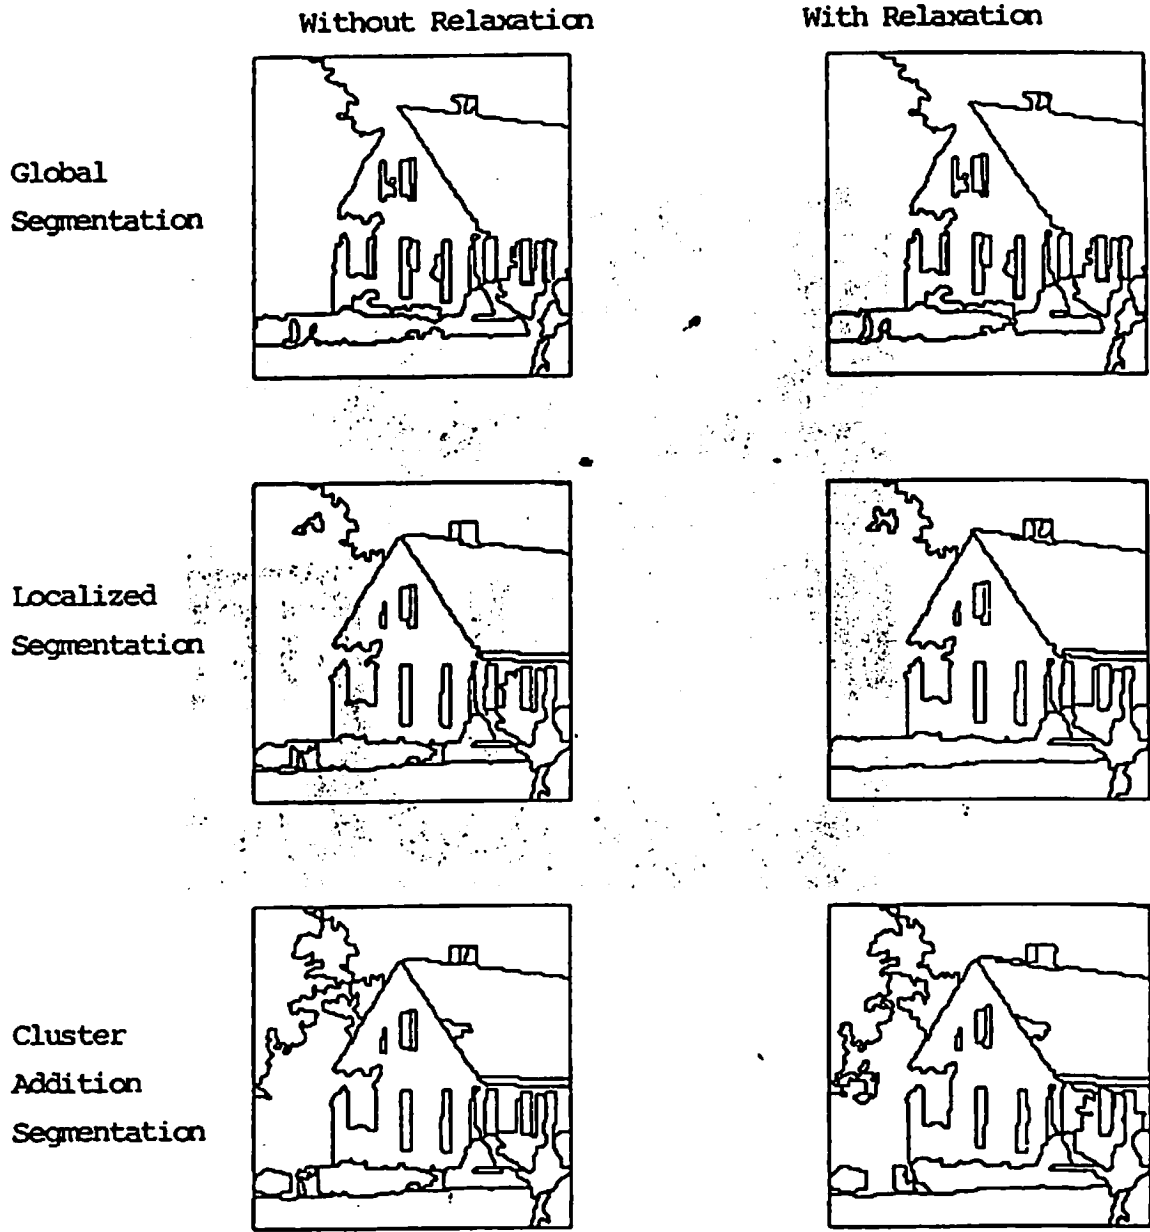 Without Relaxation
With Relaxation
Global
Segmentation
Localized
Segmentation
Cluster
Addition
Segmentation